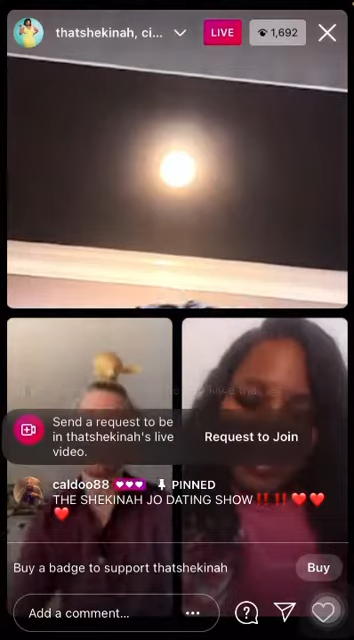 thatshekinah, ci...
LIVE
1,692
Send a request to be
in thatshekinah's live
video.
Request to Join
caldoo88
PINNED
THE SHEKINAH JO DATING SHOW‼️‼️❤️❤️
❤️
Buy a badge to support thatshekinah
Buy
Add a comment...